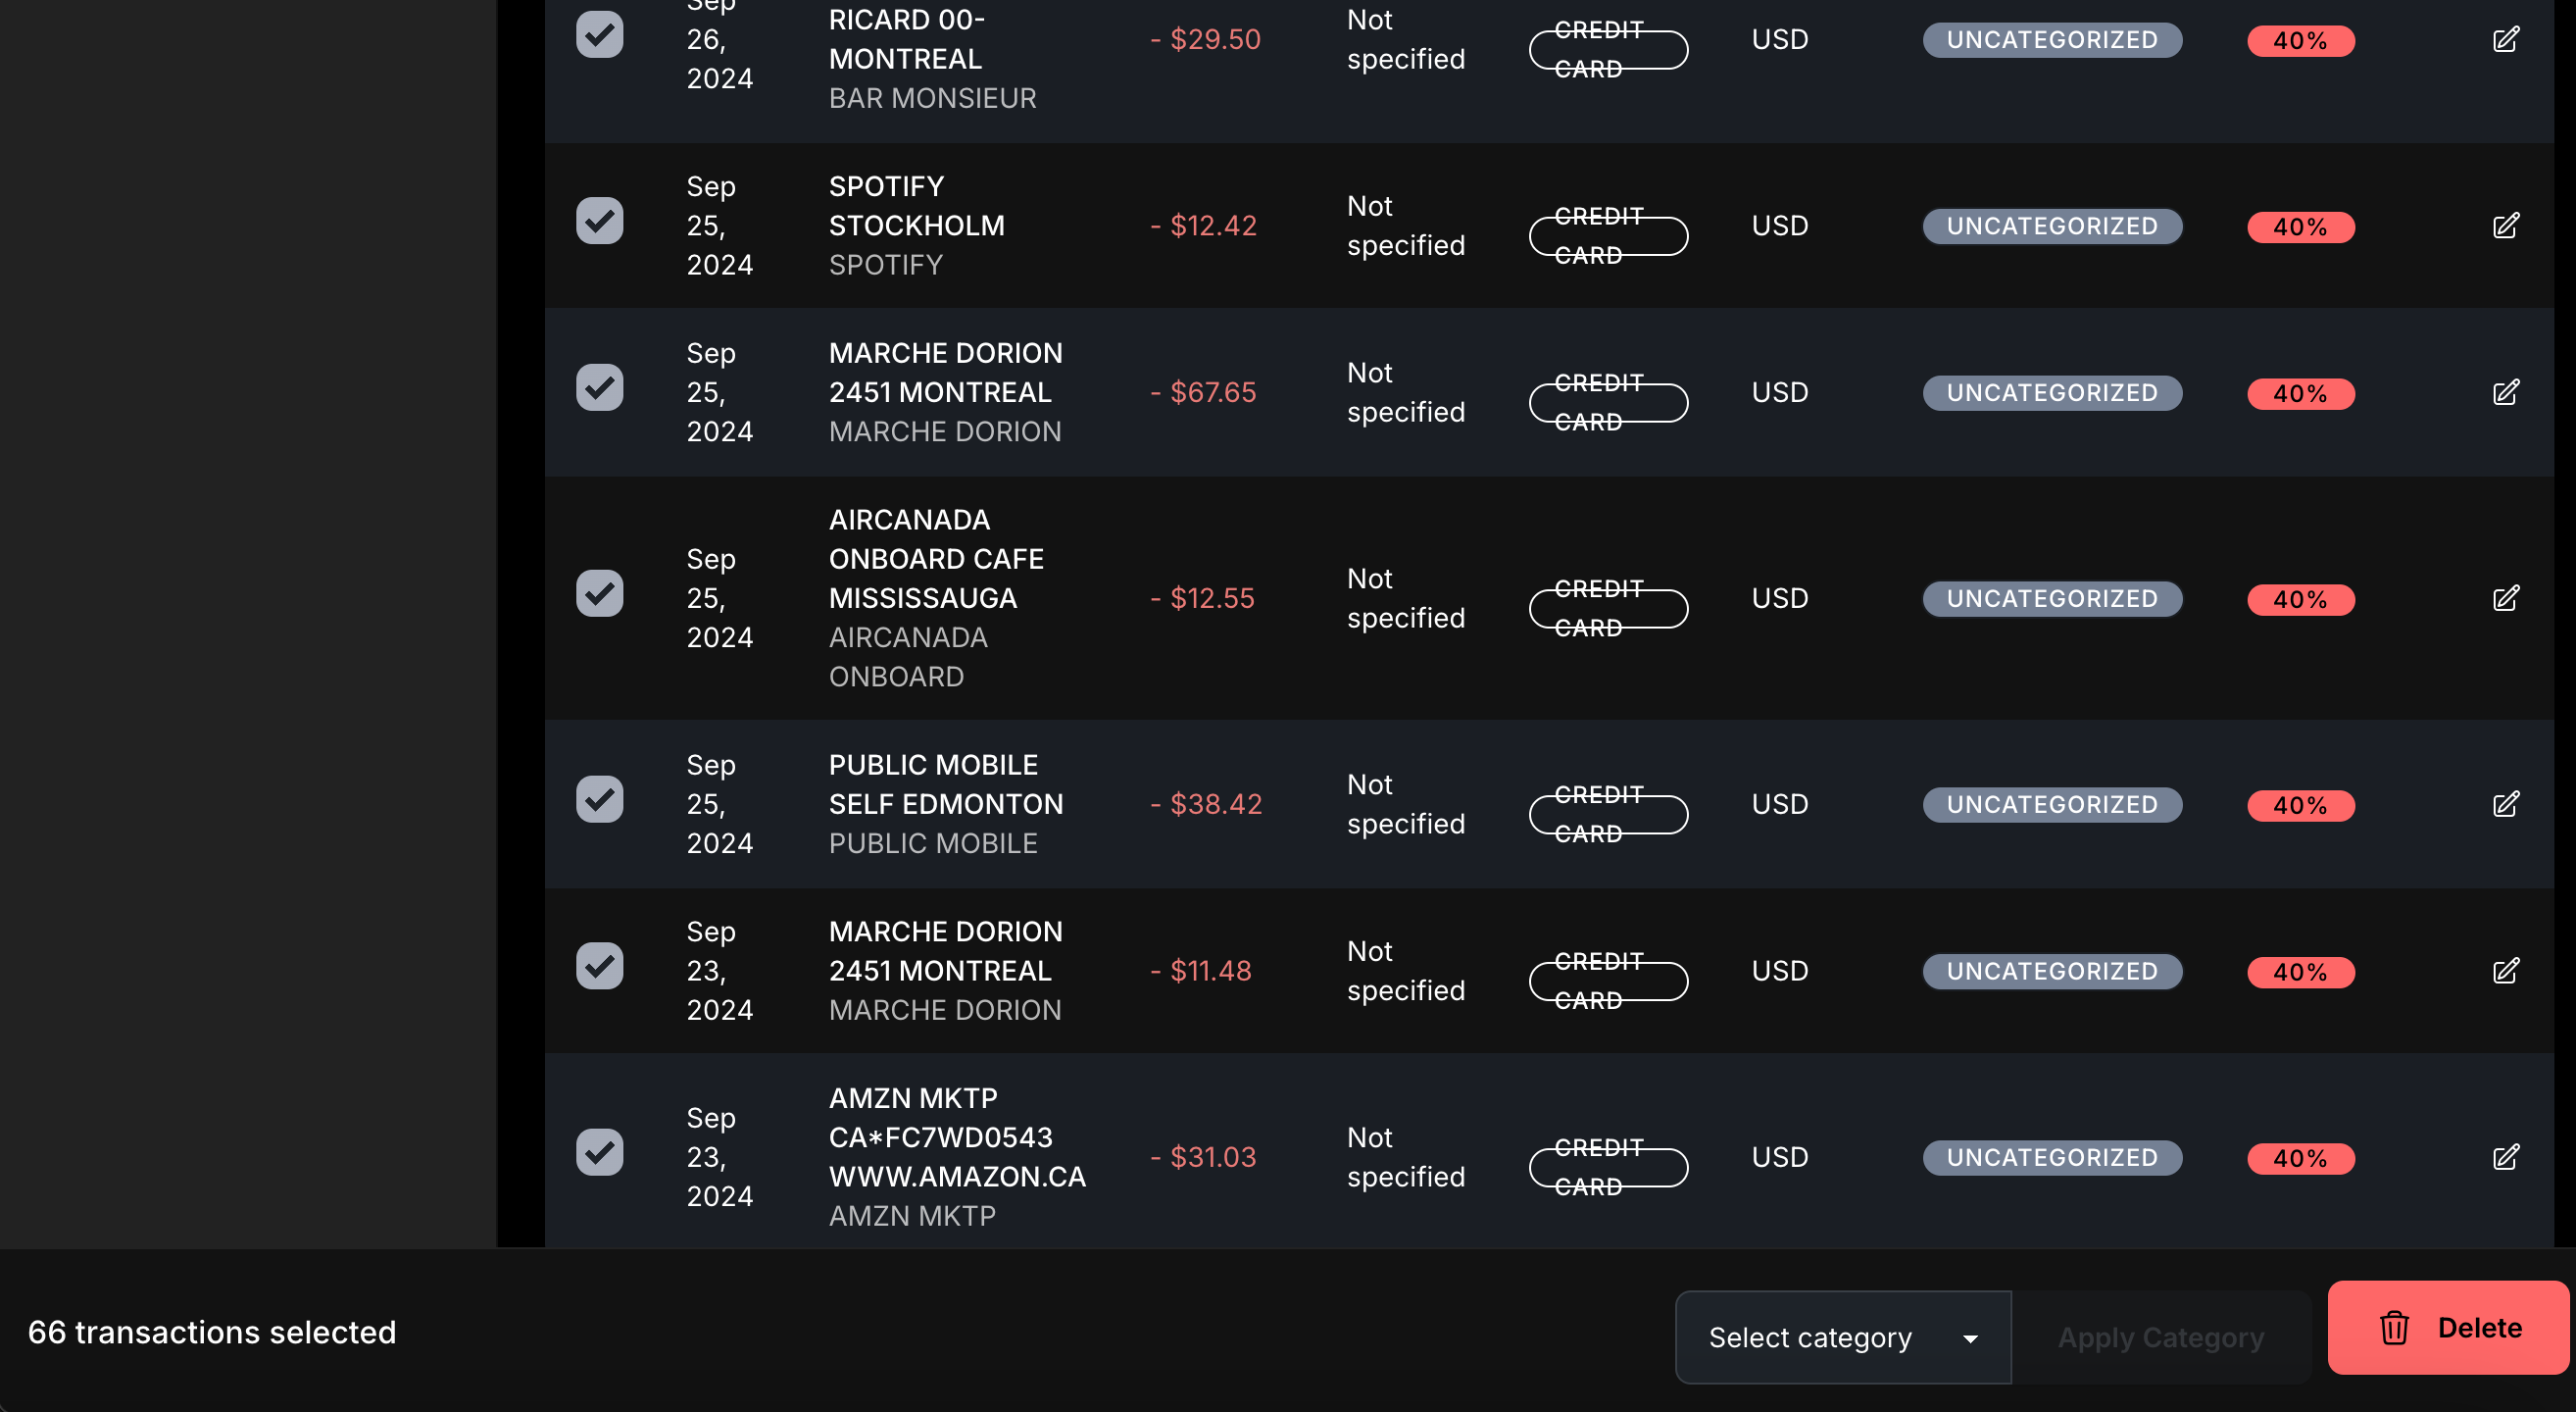 Sep
26,
2024
RICARD 00-
MONTREAL
BAR MONSIEUR
- $29.50
Not
specified
CREDIT
CARD
USD
UNCATEGORIZED
40%
Sep
25,
2024
SPOTIFY
STOCKHOLM
SPOTIFY
- $12.42
Not
specified
CREDIT
CARD
USD
UNCATEGORIZED
40%
Sep
25,
2024
MARCHE DORION
2451 MONTREAL
MARCHE DORION
- $67.65
Not
specified
CREDIT
CARD
USD
UNCATEGORIZED
40%
Sep
25,
2024
AIRCANADA
ONBOARD CAFE
MISSISSAUGA
AIRCANADA
ONBOARD
- $12.55
Not
specified
CREDIT
CARD
USD
UNCATEGORIZED
40%
Sep
25,
2024
PUBLIC MOBILE
SELF EDMONTON
PUBLIC MOBILE
- $38.42
Not
specified
CREDIT
CARD
USD
UNCATEGORIZED
40%
Sep
23,
2024
MARCHE DORION
2451 MONTREAL
MARCHE DORION
- $11.48
Not
specified
CREDIT
CARD
USD
UNCATEGORIZED
40%
Sep
23,
2024
AMZN MKTP
CA*FC7WD0543
WWW.AMAZON.CA
AMZN MKTP
- $31.03
Not
specified
CREDIT
CARD
USD
UNCATEGORIZED
40%
66 transactions selected
Select category
Apply Category
Delete